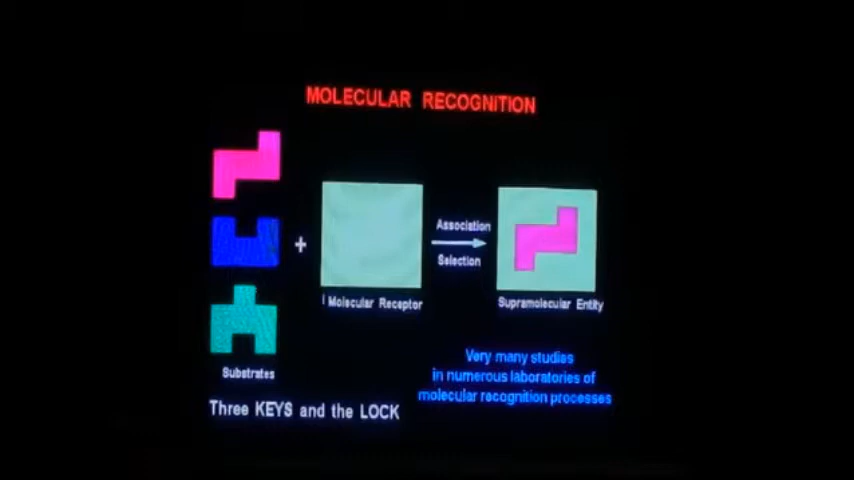 MOLECULAR RECOGNITION
+
Association
Selection
Molecular Receptor
Supramolecular Entity
Substrates
Very many studies
in numerous laboratories of
molecular recognition processes
Three KEYS and the LOCK